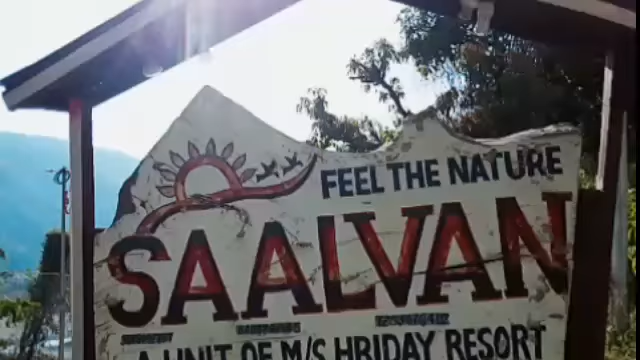 FEEL THE NATURE
SAALVAN
A UNIT OF M/S HRIDAY RESORT